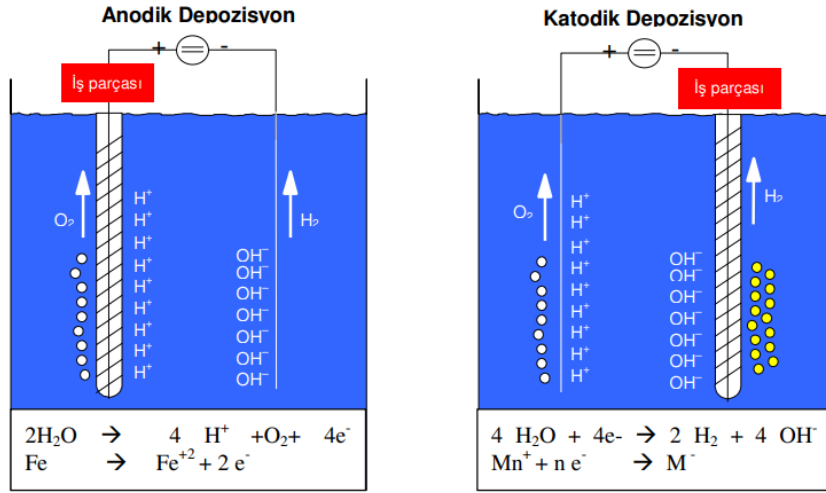 Anodik Depozisyon
+ -
İş parçası
O₂
H⁺
H⁺
H⁺
H⁺
H⁺
H⁺
H⁺
H⁺
H⁺
H₂
OH⁻
OH⁻
OH⁻
OH⁻
OH⁻
OH⁻
OH⁻
2H₂O → 4 H⁺ +O₂+ 4e⁻
Fe → Fe⁺² + 2 e⁻
Katodik Depozisyon
+ -
İş parçası
O₂
H⁺
H⁺
H⁺
H⁺
H⁺
H⁺
H⁺
H⁺
H⁺
H₂
OH⁻
OH⁻
OH⁻
OH⁻
OH⁻
OH⁻
OH⁻
4 H₂O + 4e- → 2 H₂ + 4 OH⁻
Mn⁺ + n e⁻ → M⁻